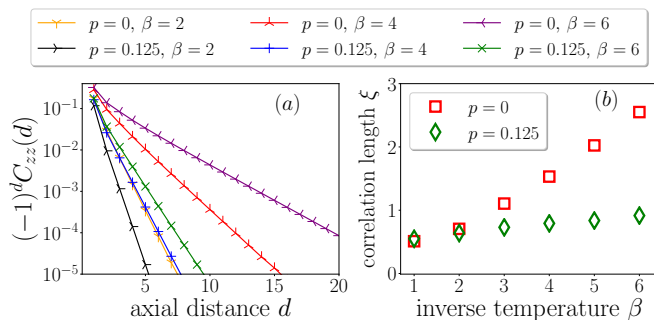 p = 0, β = 2
p = 0, β = 4
p = 0, β = 6
p = 0.125, β = 2
p = 0.125, β = 4
p = 0.125, β = 6
(a)
(−1)^d C_zz(d)
10^−1
10^−2
10^−3
10^−4
10^−5
5 10 15 20
axial distance d
(b)
p = 0
p = 0.125
correlation length ξ
3
2
1
0
1 2 3 4 5 6
inverse temperature β